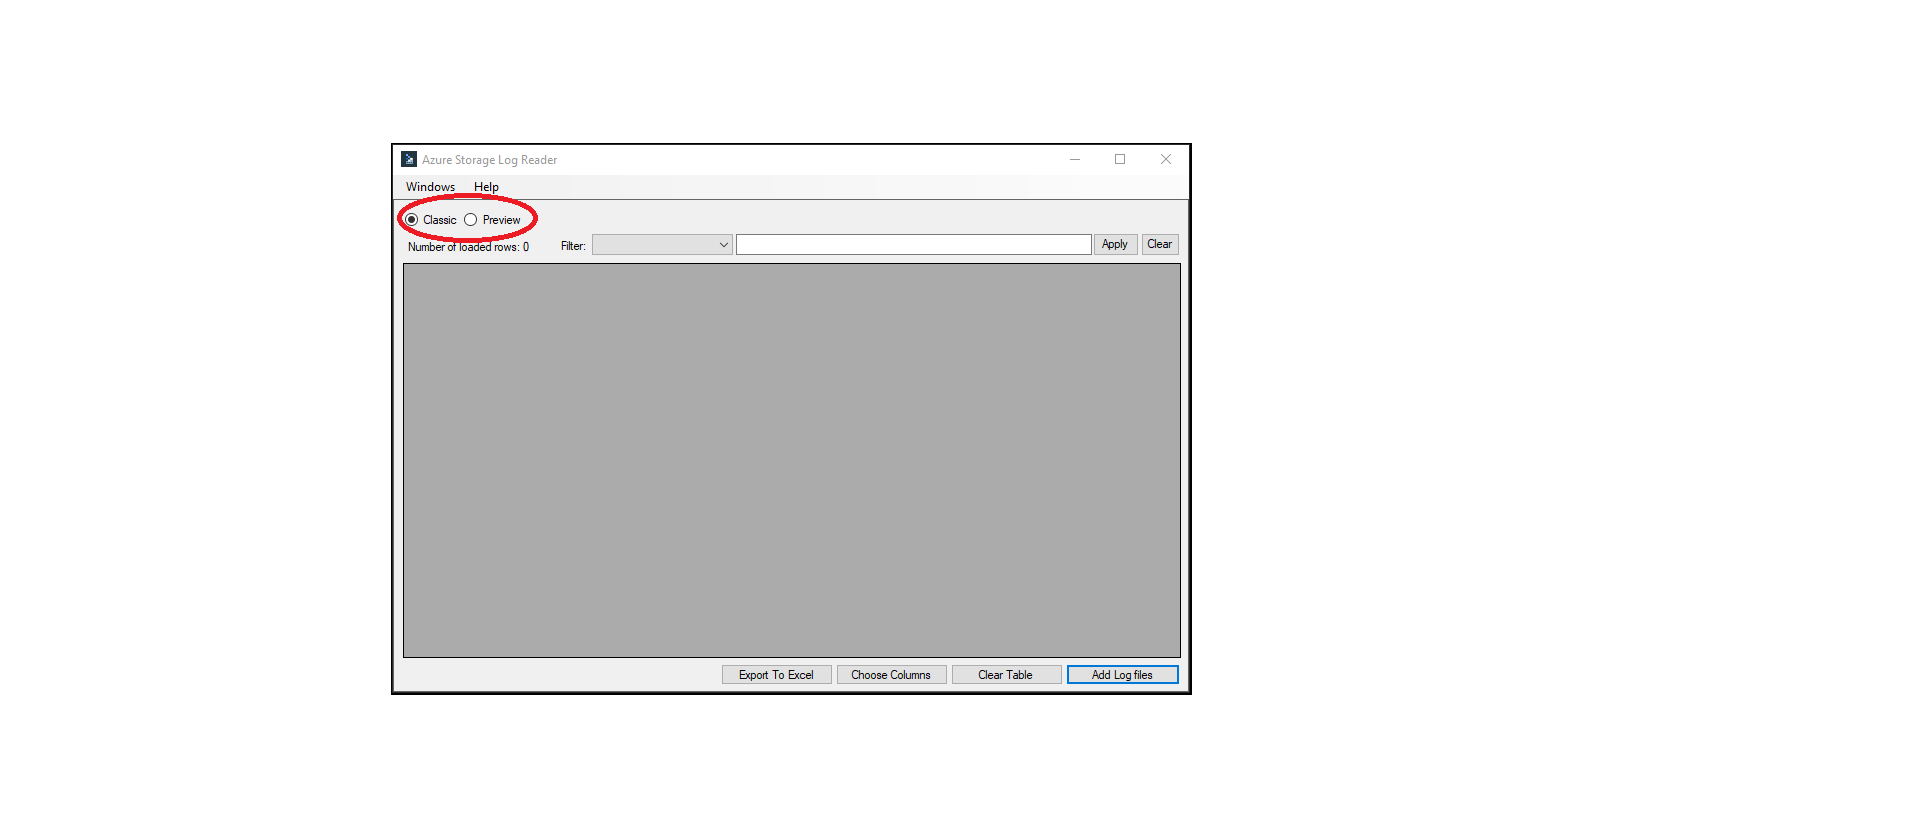 Azure Storage Log Reader
Windows Help
Classic Preview
Number of loaded rows: 0 Filter: Apply Clear
Export To Excel Choose Columns Clear Table Add Log files